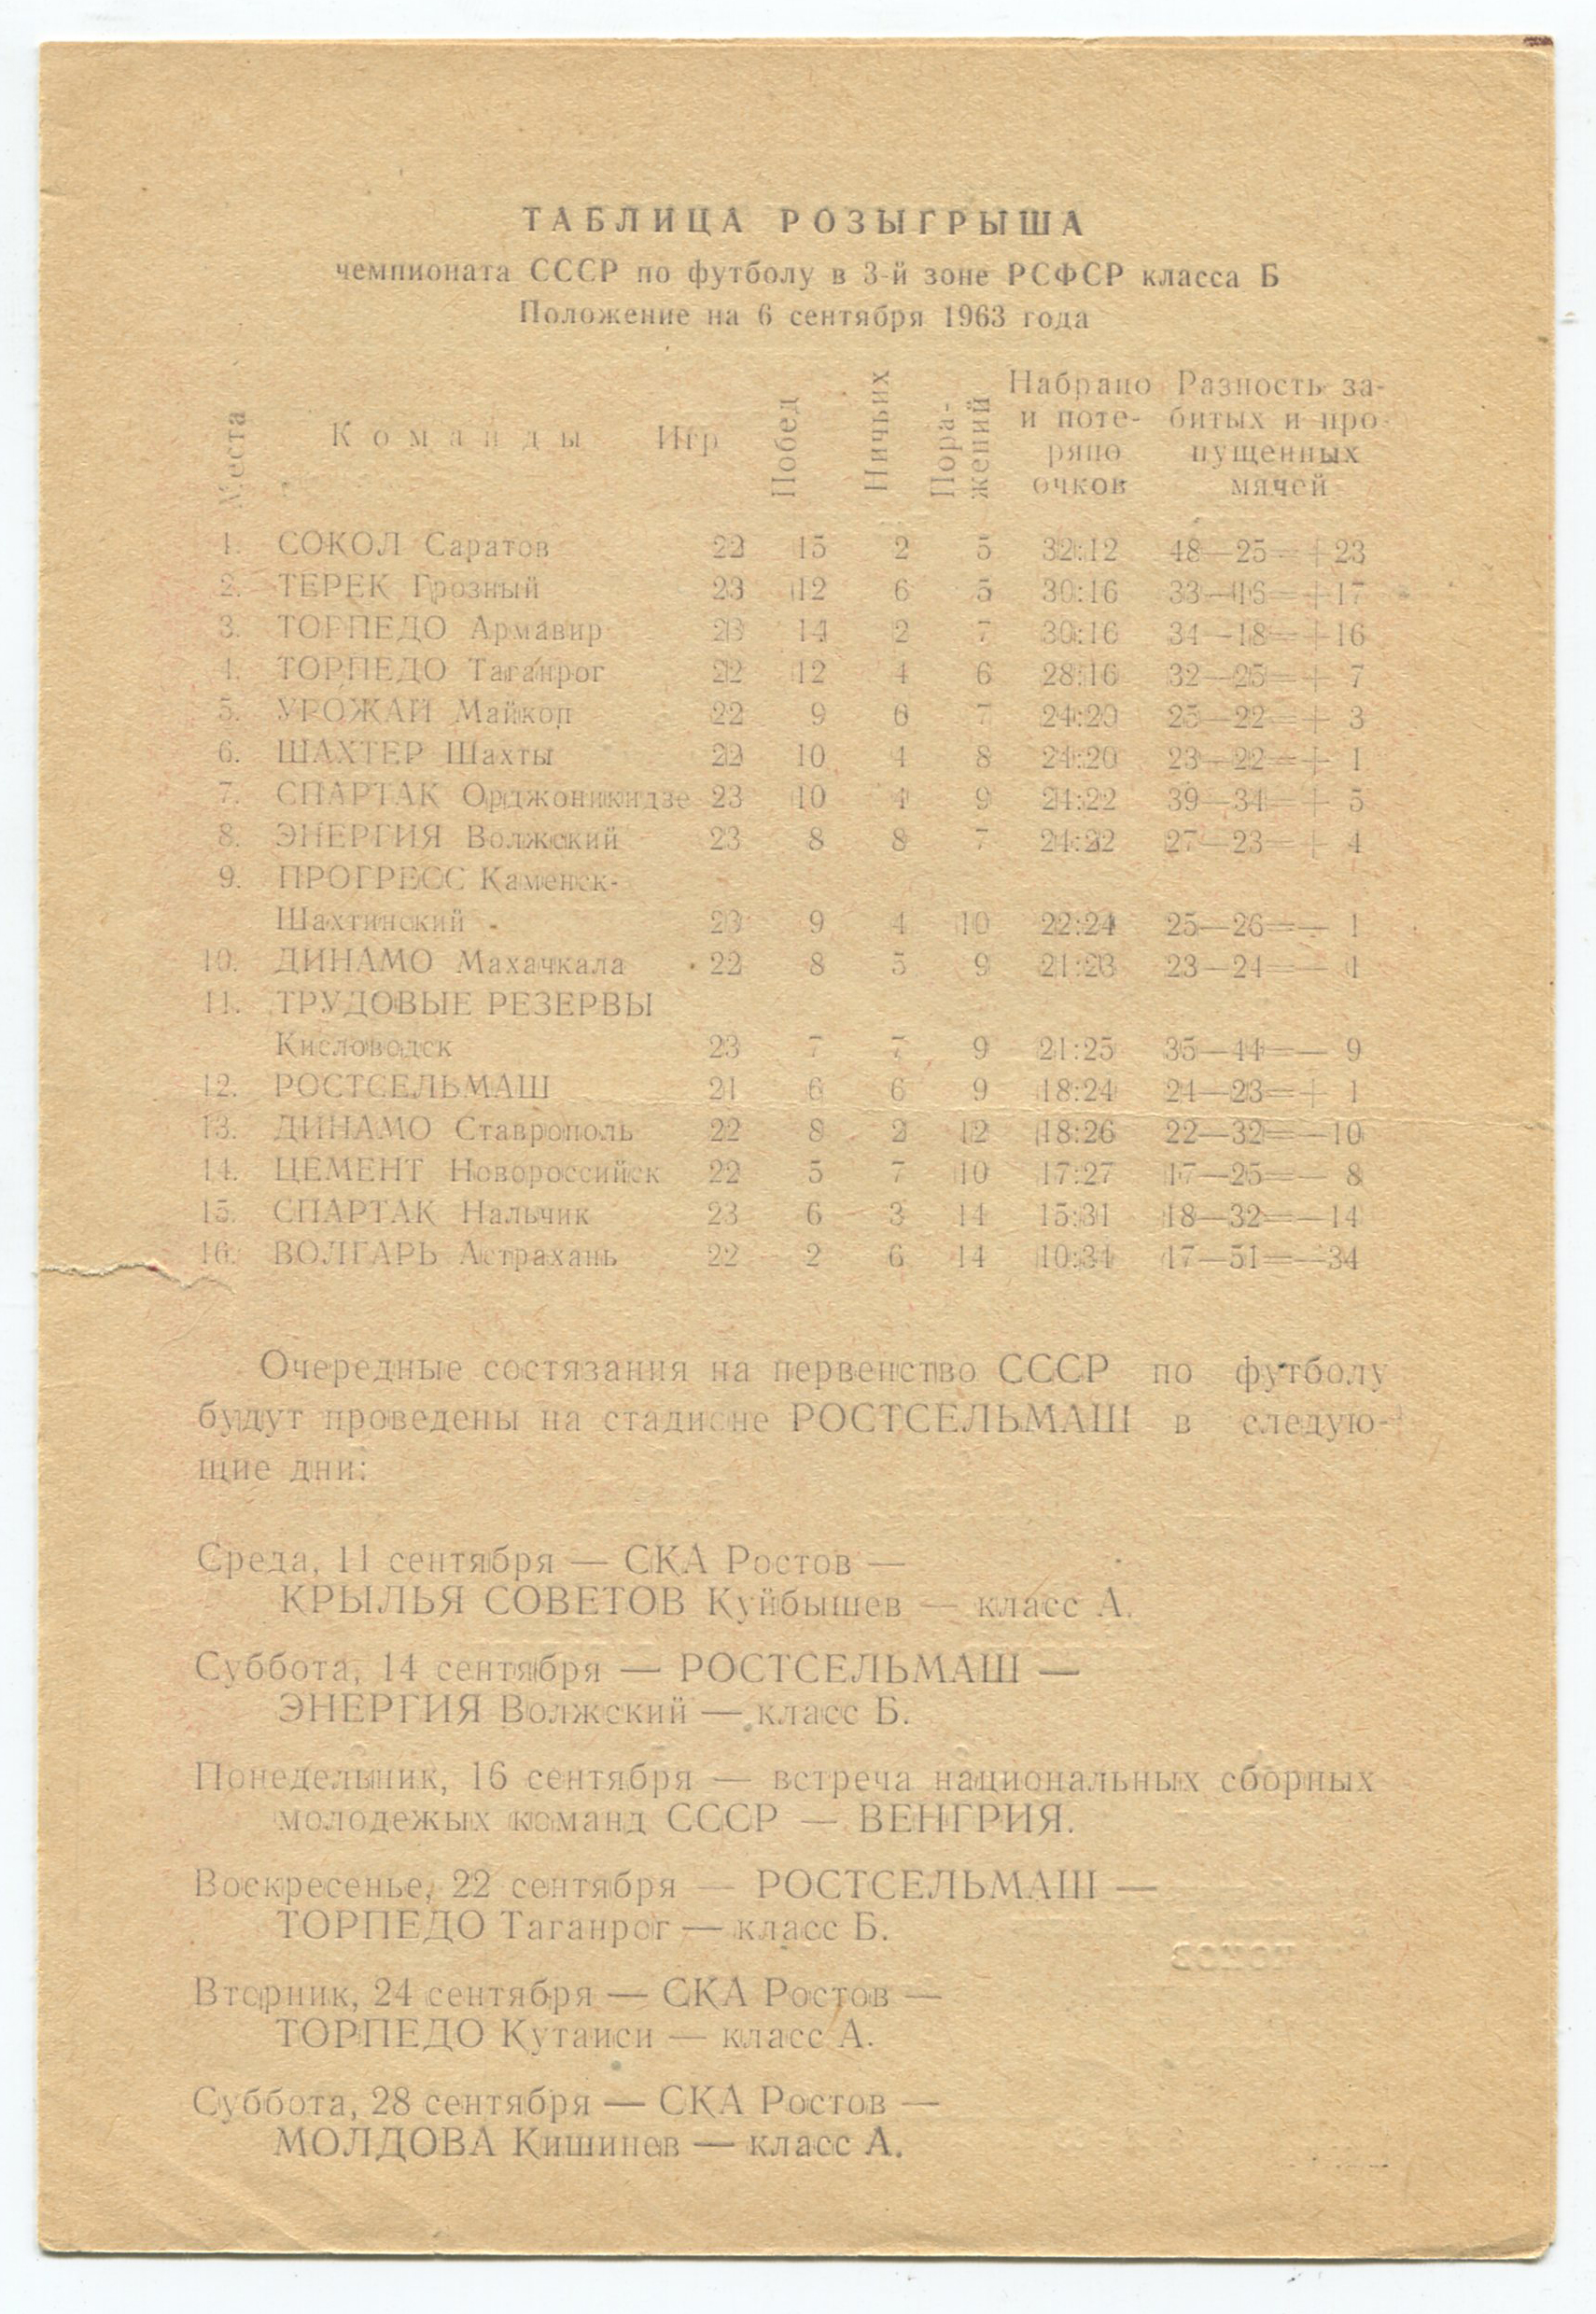 ТАБЛИЦА РОЗЫГРЫША
чемпионата СССР по футболу в 3-й зоне РСФСР класса Б
Положение на 6 сентября 1963 года
Места Команды Игр Побед Ничьих Пора-жений Набрано и поте-ряно очков Разность за-битых и про-пущенных мячей
1. СОКОЛ Саратов 22 15 2 5 32:12 48—25=+23
2. ТЕРЕК Грозный 23 12 6 5 30:16 33—16=+17
3. ТОРПЕДО Армавир 23 14 2 7 30:16 34—18=+16
4. ТОРПЕДО Таганрог 22 12 4 6 28:16 32—25=+ 7
5. УРОЖАЙ Майкоп 22 9 6 7 24:20 25—22=+ 3
6. ШАХТЕР Шахты 22 10 4 8 24:20 23—22=+ 1
7. СПАРТАК Орджоникидзе 23 10 4 9 24:22 39—34=+ 5
8. ЭНЕРГИЯ Волжский 23 8 8 7 24:22 27—23=+ 4
9. ПРОГРЕСС Каменск-
Шахтинский 23 9 4 10 22:24 25—26=— 1
10. ДИНАМО Махачкала 22 8 5 9 21:23 23—24=— 1
11. ТРУДОВЫЕ РЕЗЕРВЫ
Кисловодск 23 7 7 9 21:25 35—44=— 9
12. РОСТСЕЛЬМАШ 21 6 6 9 18:24 24—23=+ 1
13. ДИНАМО Ставрополь 22 8 2 12 18:26 22—32=—10
14. ЦЕМЕНТ Новороссийск 22 5 7 10 17:27 17—25=— 8
15. СПАРТАК Нальчик 23 6 3 14 15:31 18—32=—14
16. ВОЛГАРЬ Астрахань 22 2 6 14 10:34 17—51=—34
Очередные состязания на первенство СССР по футболу
будут проведены на стадионе РОСТСЕЛЬМАШ в следую-
щие дни:
Среда, 11 сентября — СКА Ростов —
КРЫЛЬЯ СОВЕТОВ Куйбышев — класс А.
Суббота, 14 сентября — РОСТСЕЛЬМАШ —
ЭНЕРГИЯ Волжский — класс Б.
Понедельник, 16 сентября — встреча национальных сборных
молодежых команд СССР — ВЕНГРИЯ.
Воскресенье, 22 сентября — РОСТСЕЛЬМАШ —
ТОРПЕДО Таганрог — класс Б.
Вторник, 24 сентября — СКА Ростов —
ТОРПЕДО Кутаиси — класс А.
Суббота, 28 сентября — СКА Ростов —
МОЛДОВА Кишинев — класс А.